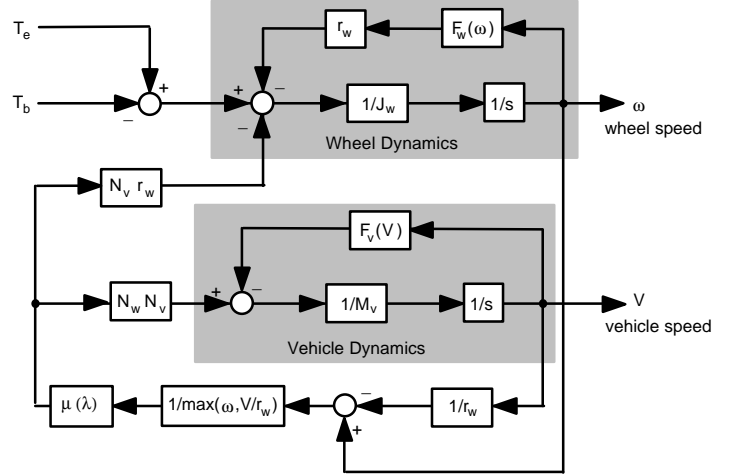 T_e
r_w
F_w(ω)
+
−
T_b
+
−
−
−
1/J_w
1/s
ω
wheel speed
Wheel Dynamics
N_v r_w
F_v(V)
N_w N_v
+
−
1/M_v
1/s
V
vehicle speed
Vehicle Dynamics
μ(λ)
1/max(ω,V/r_w)
−
+
1/r_w